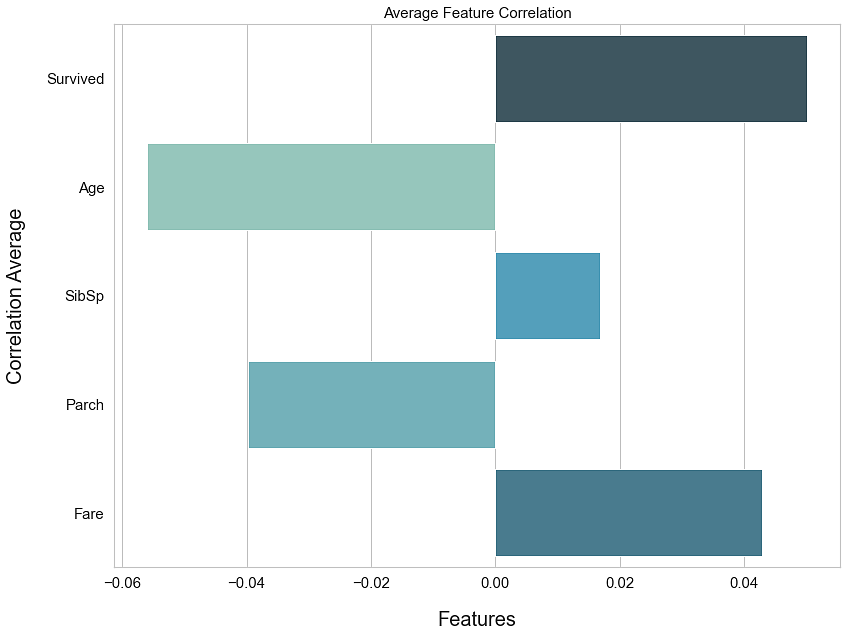 Average Feature Correlation
Correlation Average
Survived
Age
SibSp
Parch
Fare
−0.06 −0.04 −0.02 0.00 0.02 0.04
Features